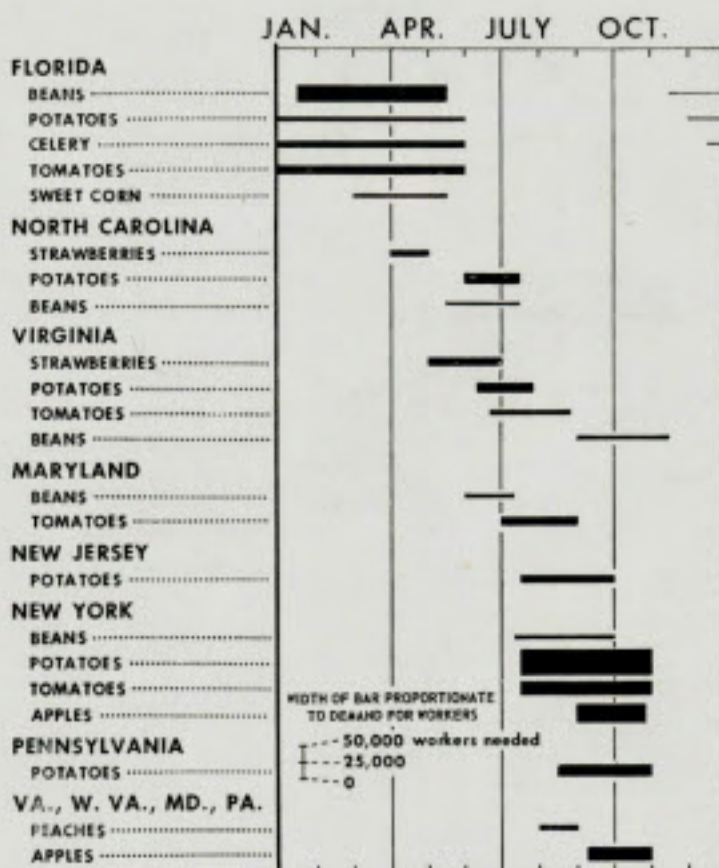 JAN. APR. JULY OCT.
FLORIDA
BEANS
POTATOES
CELERY
TOMATOES
SWEET CORN
NORTH CAROLINA
STRAWBERRIES
POTATOES
BEANS
VIRGINIA
STRAWBERRIES
POTATOES
TOMATOES
BEANS
MARYLAND
BEANS
TOMATOES
NEW JERSEY
POTATOES
NEW YORK
BEANS
POTATOES
TOMATOES
APPLES
WIDTH OF BAR PROPORTIONATE
TO DEMAND FOR WORKERS
50,000 workers needed
25,000
0
PENNSYLVANIA
POTATOES
VA., W. VA., MD., PA.
PEACHES
APPLES